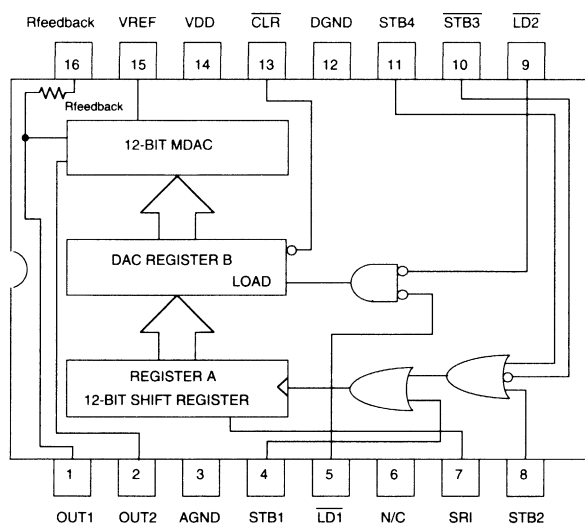 Rfeedback VREF VDD CLR DGND STB4 STB3 LD2
16 15 14 13 12 11 10 9
Rfeedback
12-BIT MDAC
DAC REGISTER B
LOAD
REGISTER A
12-BIT SHIFT REGISTER
1 2 3 4 5 6 7 8
OUT1 OUT2 AGND STB1 LD1 N/C SRI STB2